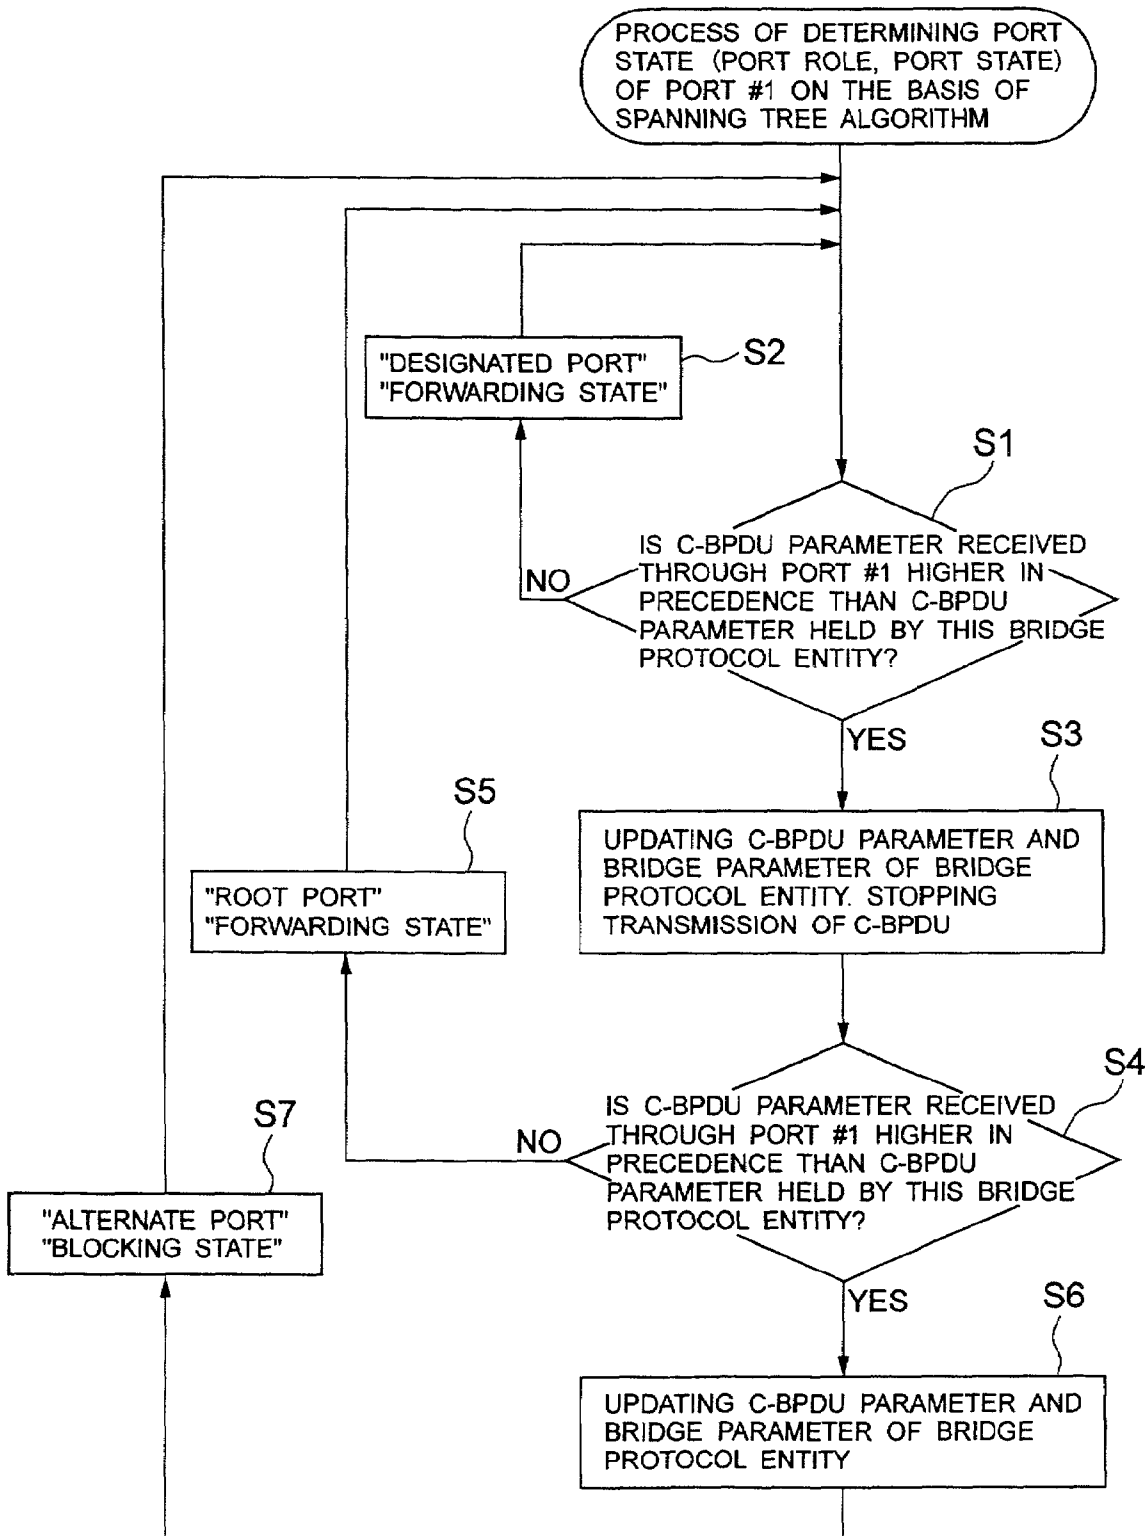 PROCESS OF DETERMINING PORT
STATE (PORT ROLE, PORT STATE)
OF PORT #1 ON THE BASIS OF
SPANNING TREE ALGORITHM
"DESIGNATED PORT"
"FORWARDING STATE"
S2
S1
IS C-BPDU PARAMETER RECEIVED
THROUGH PORT #1 HIGHER IN
PRECEDENCE THAN C-BPDU
PARAMETER HELD BY THIS BRIDGE
PROTOCOL ENTITY?
NO
YES
S3
UPDATING C-BPDU PARAMETER AND
BRIDGE PARAMETER OF BRIDGE
PROTOCOL ENTITY. STOPPING
TRANSMISSION OF C-BPDU
S5
"ROOT PORT"
"FORWARDING STATE"
S4
IS C-BPDU PARAMETER RECEIVED
THROUGH PORT #1 HIGHER IN
PRECEDENCE THAN C-BPDU
PARAMETER HELD BY THIS BRIDGE
PROTOCOL ENTITY?
NO
YES
S7
"ALTERNATE PORT"
"BLOCKING STATE"
S6
UPDATING C-BPDU PARAMETER AND
BRIDGE PARAMETER OF BRIDGE
PROTOCOL ENTITY